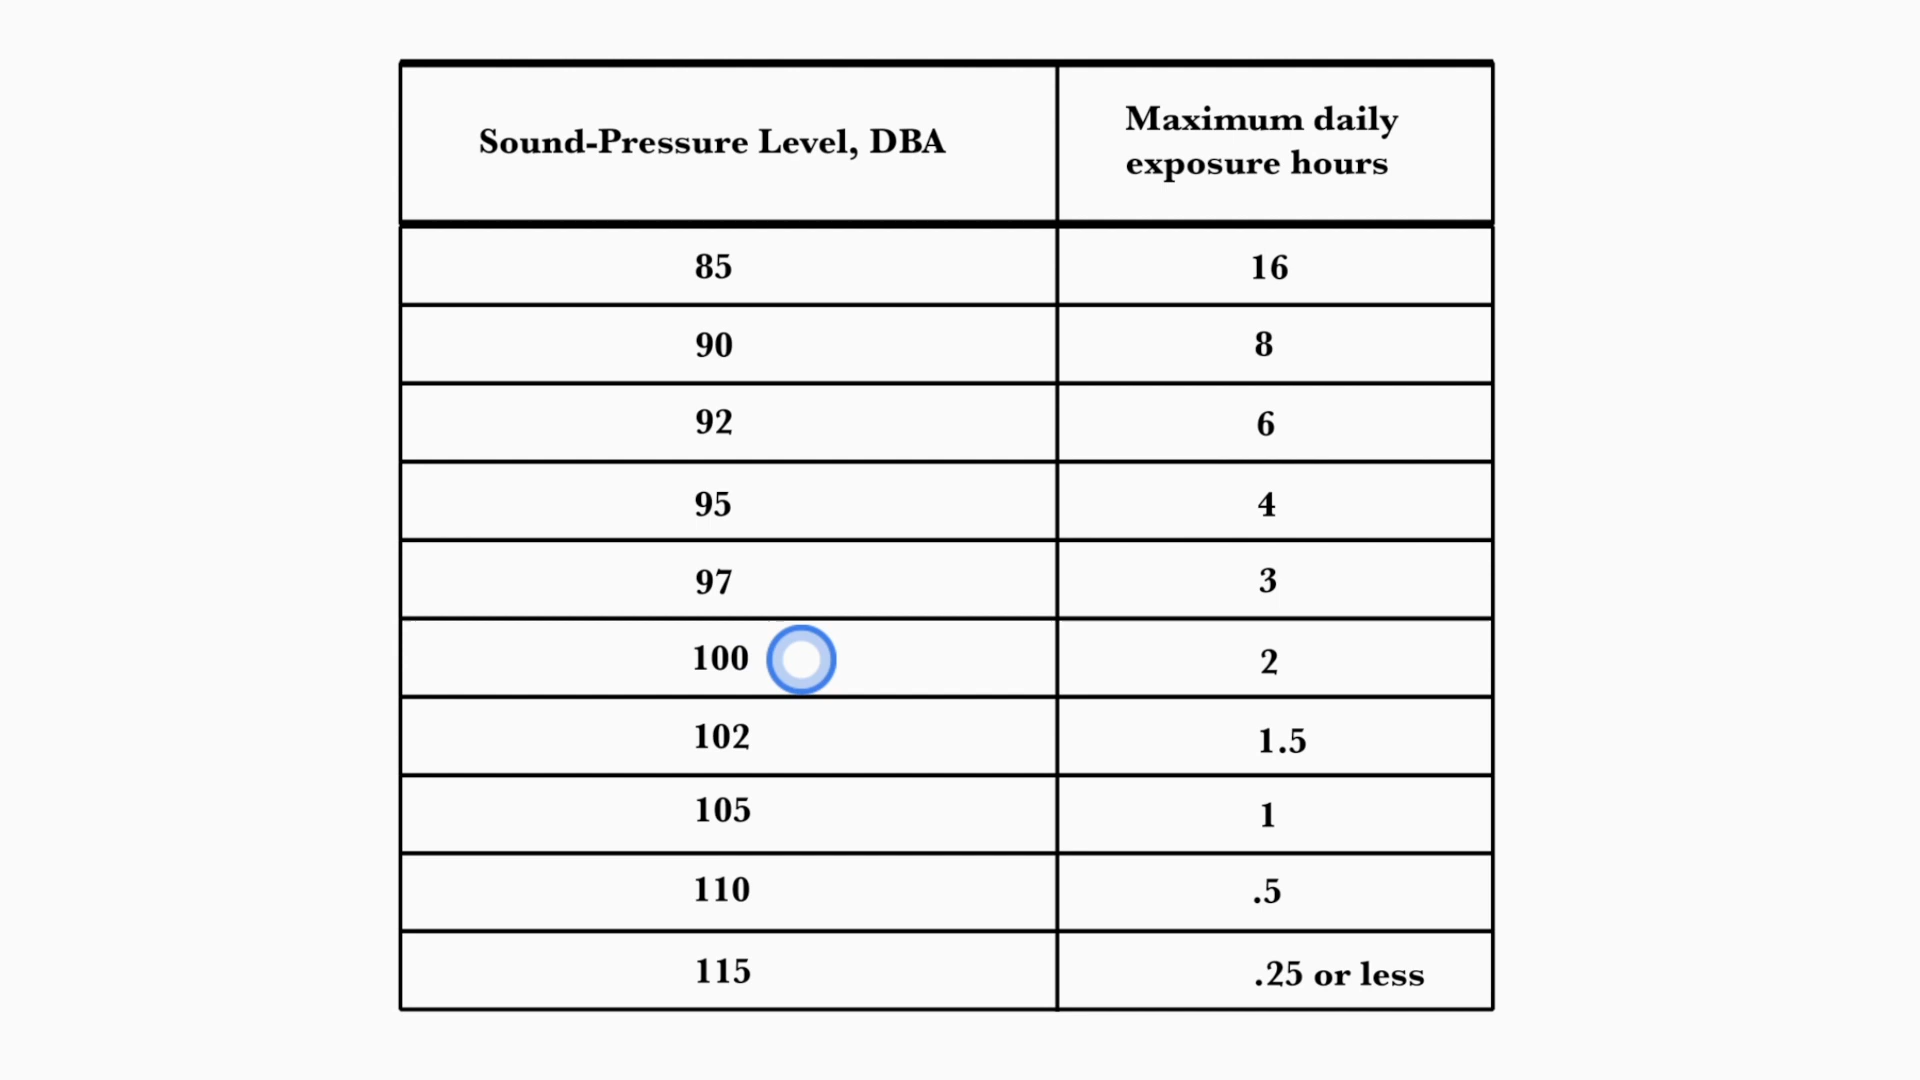 Sound-Pressure Level, DBA
Maximum daily
exposure hours
85 16
90 8
92 6
95 4
97 3
100 2
102 1.5
105 1
110 .5
115 .25 or less